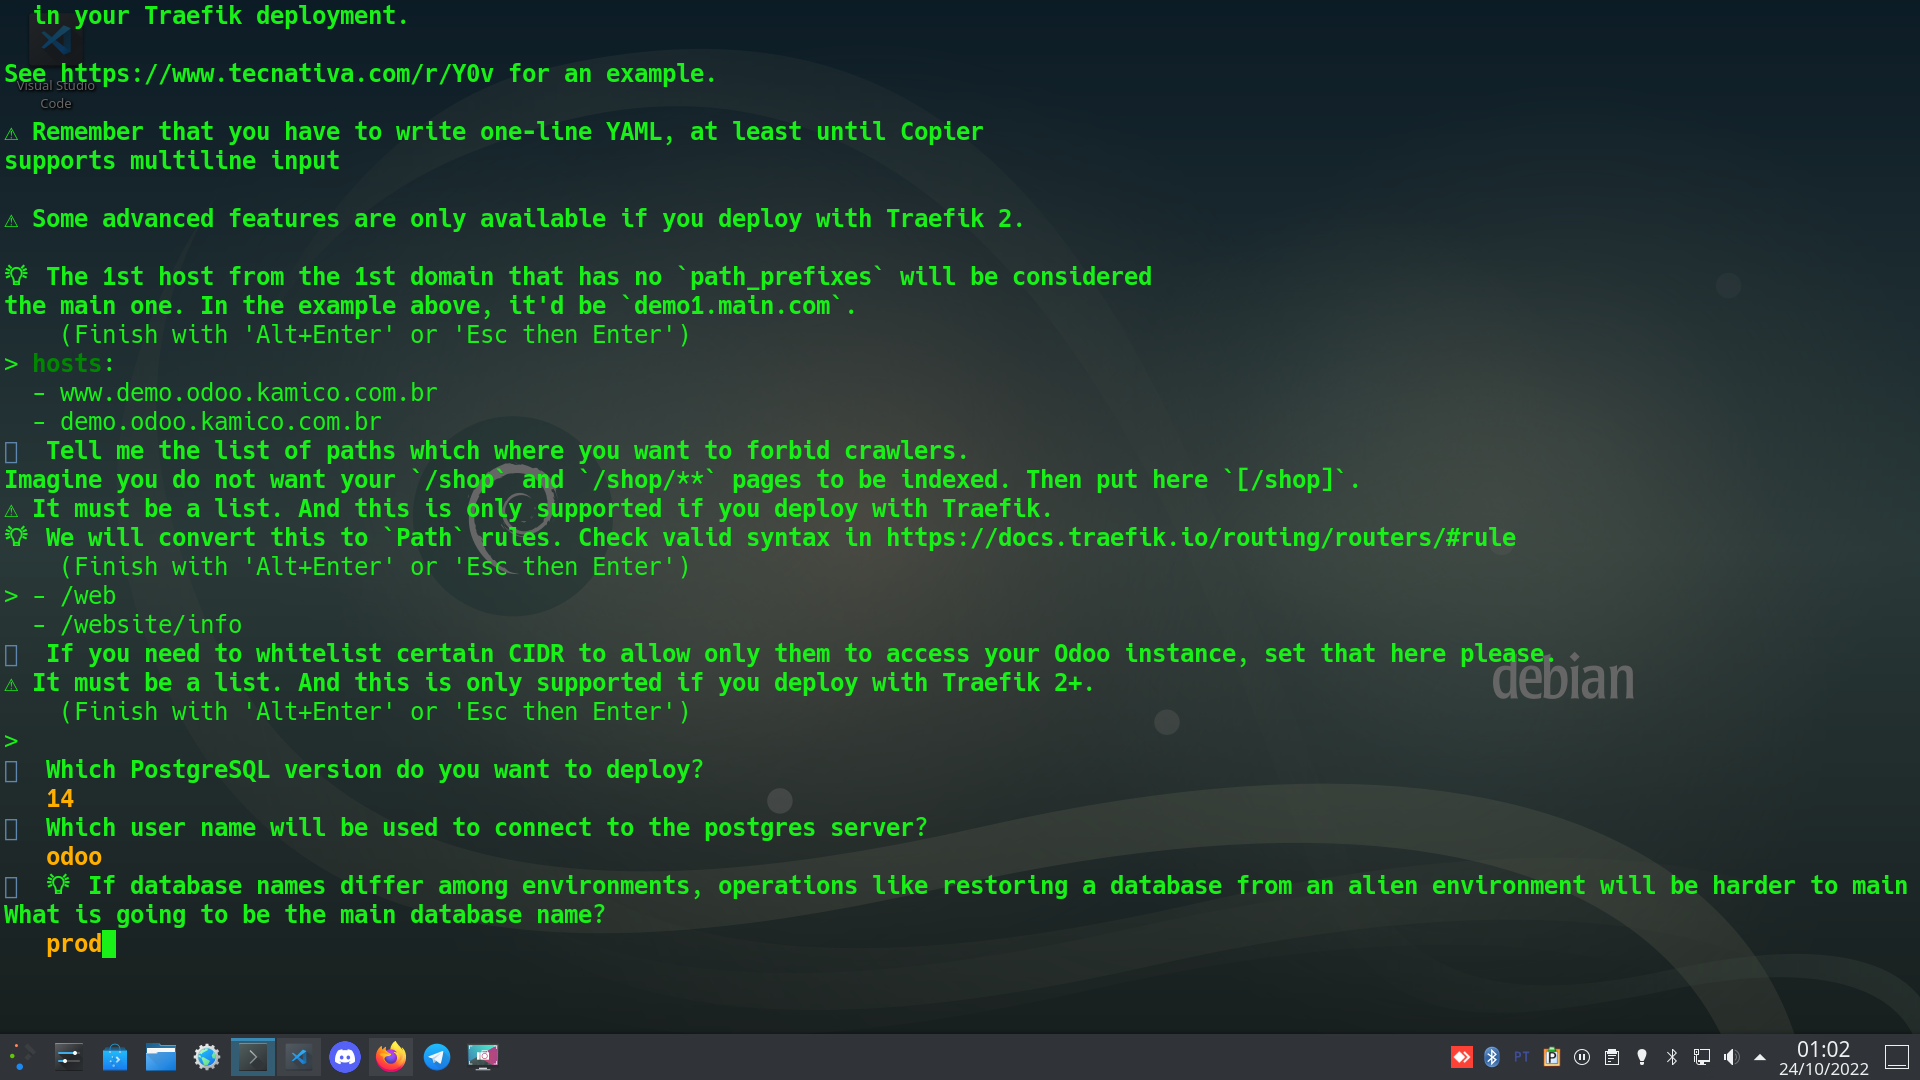 in your Traefik deployment.
Visual Studio
Code
See https://www.tecnativa.com/r/Y0v for an example.
⚠ Remember that you have to write one-line YAML, at least until Copier
supports multiline input
⚠ Some advanced features are only available if you deploy with Traefik 2.
💡 The 1st host from the 1st domain that has no `path_prefixes` will be considered
the main one. In the example above, it'd be `demo1.main.com`.
(Finish with 'Alt+Enter' or 'Esc then Enter')
> hosts:
- www.demo.odoo.kamico.com.br
- demo.odoo.kamico.com.br
Tell me the list of paths which where you want to forbid crawlers.
Imagine you do not want your `/shop` and `/shop/**` pages to be indexed. Then put here `[/shop]`.
⚠ It must be a list. And this is only supported if you deploy with Traefik.
💡 We will convert this to `Path` rules. Check valid syntax in https://docs.traefik.io/routing/routers/#rule
(Finish with 'Alt+Enter' or 'Esc then Enter')
> - /web
- /website/info
If you need to whitelist certain CIDR to allow only them to access your Odoo instance, set that here please.
⚠ It must be a list. And this is only supported if you deploy with Traefik 2+.
(Finish with 'Alt+Enter' or 'Esc then Enter')
>
debian
Which PostgreSQL version do you want to deploy?
14
Which user name will be used to connect to the postgres server?
odoo
💡 If database names differ among environments, operations like restoring a database from an alien environment will be harder to main
What is going to be the main database name?
prod
PT
01:02
24/10/2022